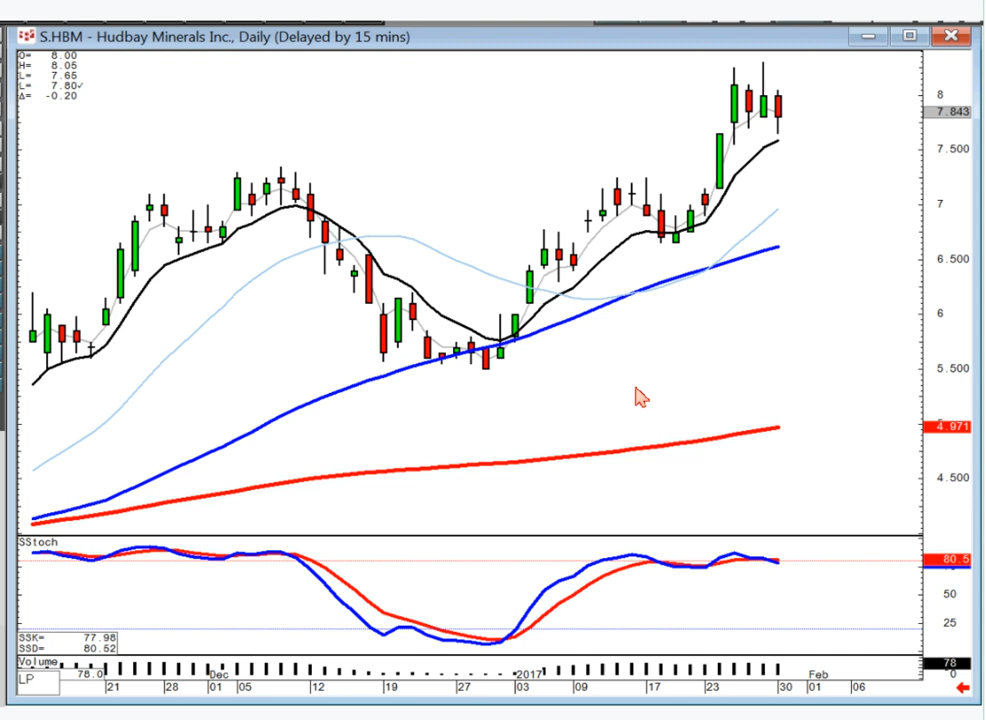 S.HBM - Hudbay Minerals Inc., Daily (Delayed by 15 mins)
O= 8.00
H= 8.05
L= 7.65
L= 7.80✓
Δ= -0.20
8
7.843
7.500
7
6.500
6
5.500
4.971
4.500
SStoch
80.5
50
25
SSK= 77.98
SSD= 80.52
Volume
78.0
78
0
LP
Dec
2017
Feb
21
28
01
05
12
19
27
03
09
17
23
30
01
06